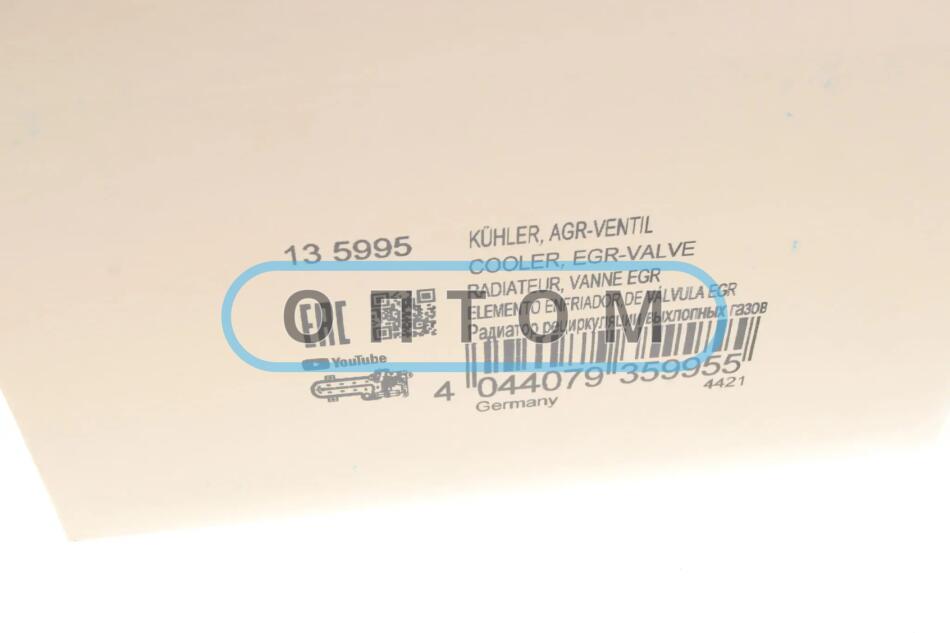 13 5995
KÜHLER, AGR-VENTIL
COOLER, EGR-VALVE
RADIATEUR, VANNE EGR
ELEMENTO ENFRIADOR DE VALVULA EGR
Радиатор рециркуляции выхлопных газов
EAC
ОПТОМ
YouTube
4 044079 359955
4421
Germany